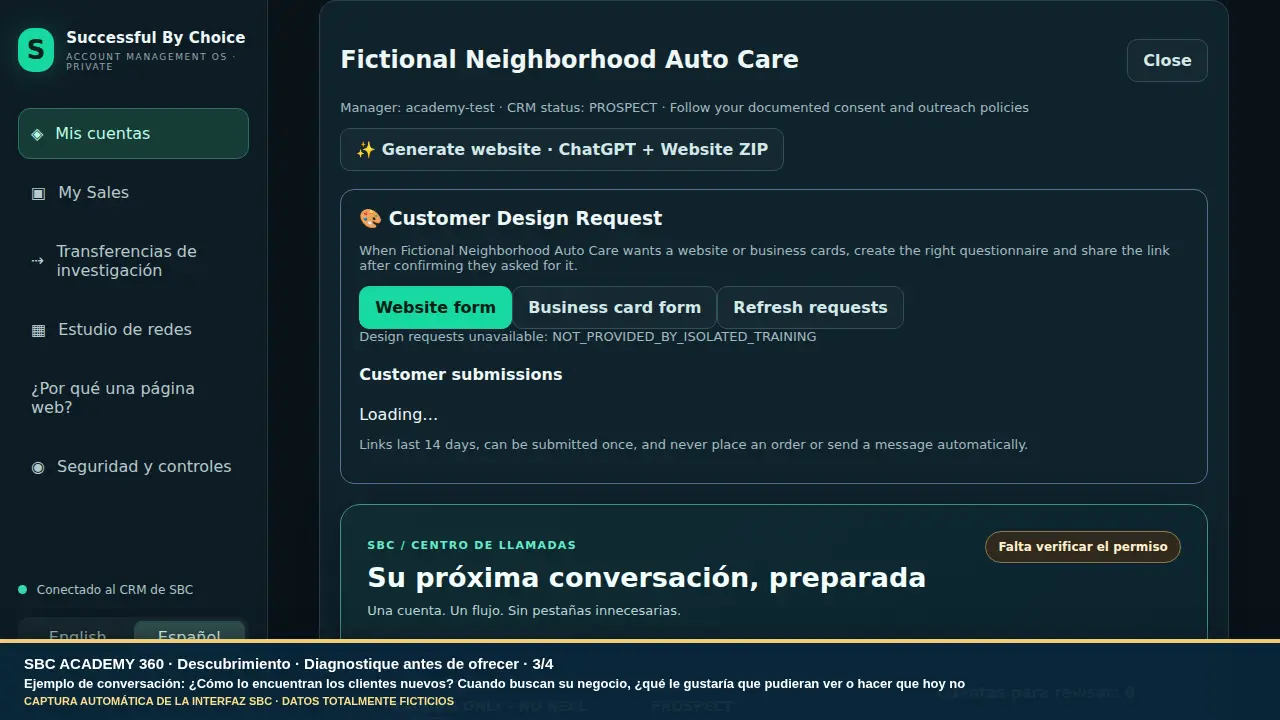 S
Successful By Choice
ACCOUNT MANAGEMENT OS ·
PRIVATE
Mis cuentas
My Sales
Transferencias de
investigación
Estudio de redes
¿Por qué una página
web?
Seguridad y controles
Conectado al CRM de SBC
English Español
Fictional Neighborhood Auto Care
Close
Manager: academy-test · CRM status: PROSPECT · Follow your documented consent and outreach policies
✨ Generate website · ChatGPT + Website ZIP
🎨 Customer Design Request
When Fictional Neighborhood Auto Care wants a website or business cards, create the right questionnaire and share the link
after confirming they asked for it.
Website form Business card form Refresh requests
Design requests unavailable: NOT_PROVIDED_BY_ISOLATED_TRAINING
Customer submissions
Loading…
Links last 14 days, can be submitted once, and never place an order or send a message automatically.
SBC / CENTRO DE LLAMADAS
Falta verificar el permiso
Su próxima conversación, preparada
Una cuenta. Un flujo. Sin pestañas innecesarias.
SBC ACADEMY 360 · Descubrimiento · Diagnostique antes de ofrecer · 3/4
Ejemplo de conversación: ¿Cómo lo encuentran los clientes nuevos? Cuando buscan su negocio, ¿qué le gustaría que pudieran ver o hacer que hoy no
CAPTURA AUTOMÁTICA DE LA INTERFAZ SBC · DATOS TOTALMENTE FICTICIOS
PROSPECT